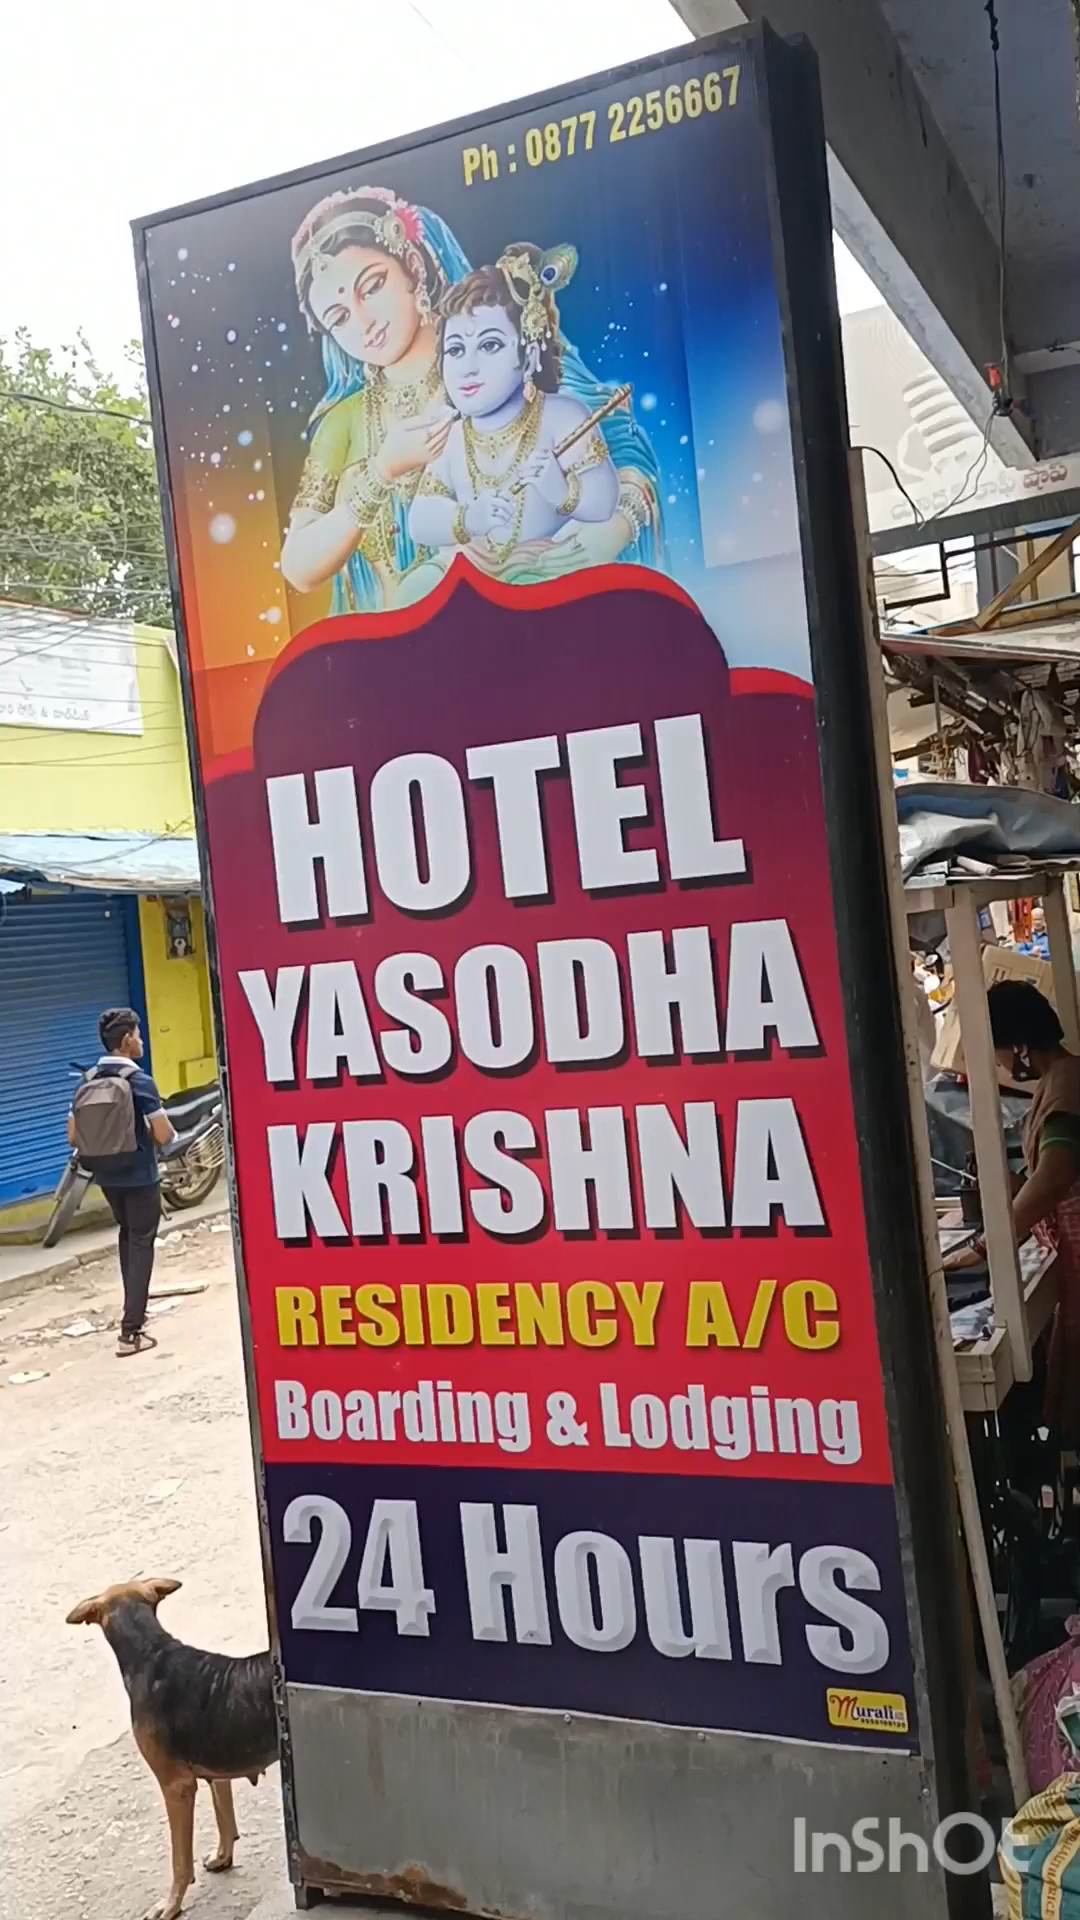 Ph : 0877 2256667
HOTEL
YASODHA
KRISHNA
RESIDENCY A/C
Boarding & Lodging
24 Hours
Murali
InShOt